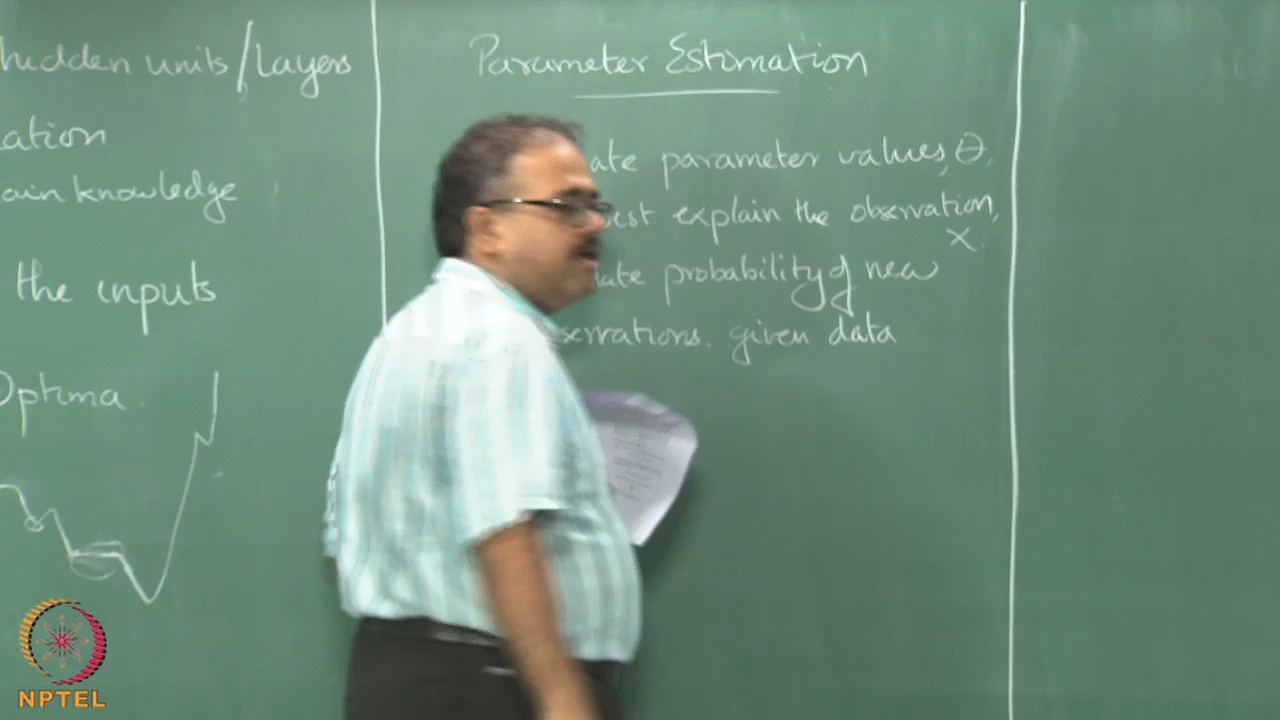 hidden units/Layers
ation
ain knowledge
the inputs
Optima
Parameter Estimation
ate parameter values, θ.
est explain the observation,
X.
late probability of new
servations. given data
NPTEL